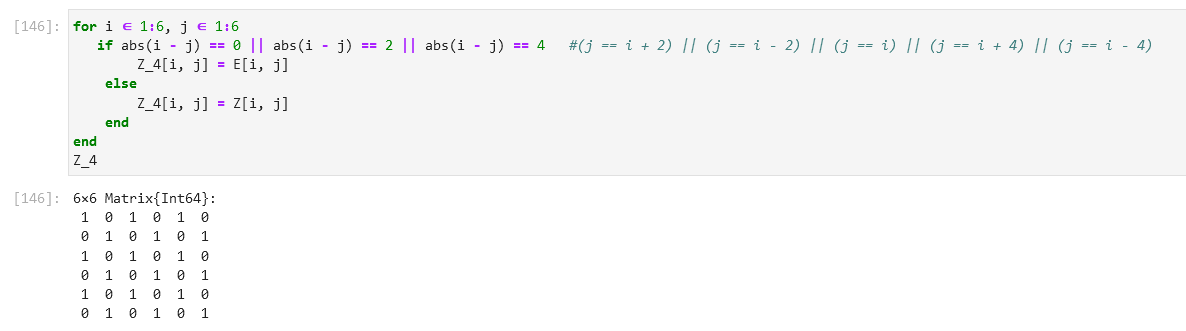 [146]: for i ∈ 1:6, j ∈ 1:6
if abs(i - j) == 0 || abs(i - j) == 2 || abs(i - j) == 4 #(j == i + 2) || (j == i - 2) || (j == i) || (j == i + 4) || (j == i - 4)
Z_4[i, j] = E[i, j]
else
Z_4[i, j] = Z[i, j]
end
end
Z_4
[146]: 6×6 Matrix{Int64}:
1 0 1 0 1 0
0 1 0 1 0 1
1 0 1 0 1 0
0 1 0 1 0 1
1 0 1 0 1 0
0 1 0 1 0 1